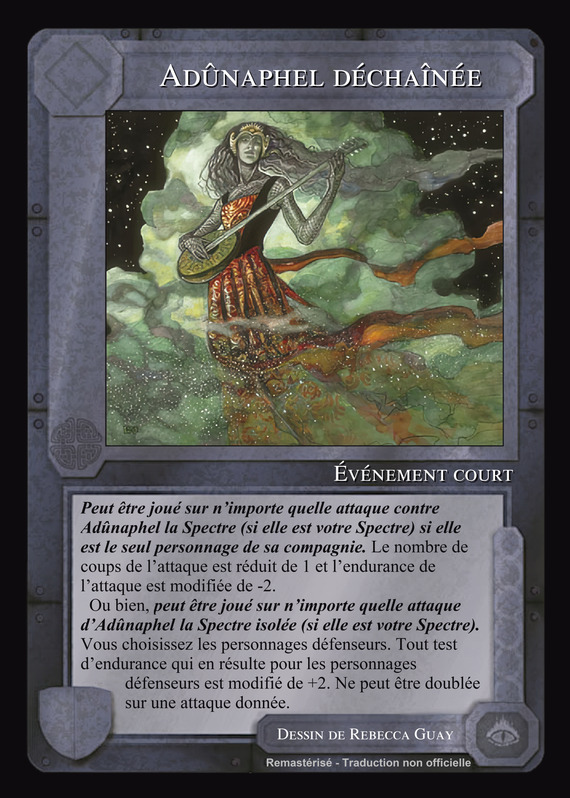 Adûnaphel déchaînée
Événement court
Peut être joué sur n'importe quelle attaque contre
Adûnaphel la Spectre (si elle est votre Spectre) si elle
est le seul personnage de sa compagnie. Le nombre de
coups de l'attaque est réduit de 1 et l'endurance de
l'attaque est modifiée de -2.
Ou bien, peut être joué sur n'importe quelle attaque
d'Adûnaphel la Spectre isolée (si elle est votre Spectre).
Vous choisissez les personnages défenseurs. Tout test
d'endurance qui en résulte pour les personnages
défenseurs est modifié de +2. Ne peut être doublée
sur une attaque donnée.
Dessin de Rebecca Guay
Remastérisé - Traduction non officielle